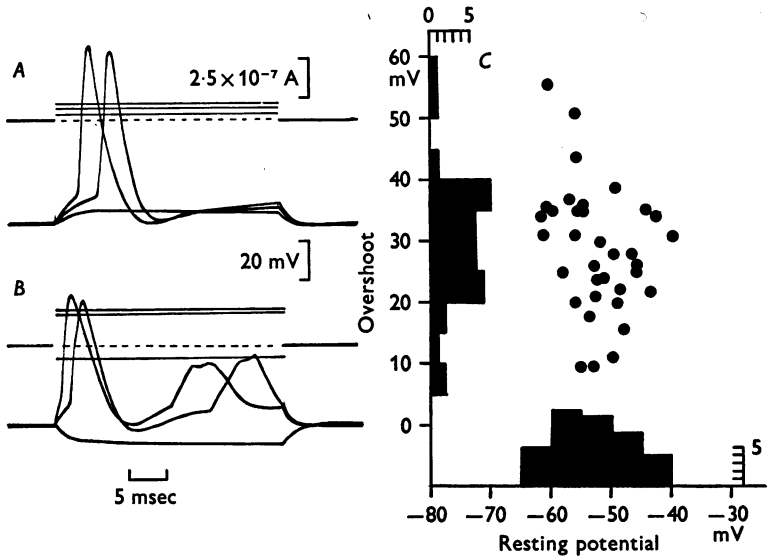 A
2·5 × 10⁻⁷ A
20 mV
B
5 msec
0 5
60
mV
C
50
40
30
20
10
0
Overshoot
5
−80 −70 −60 −50 −40 −30
mV
Resting potential